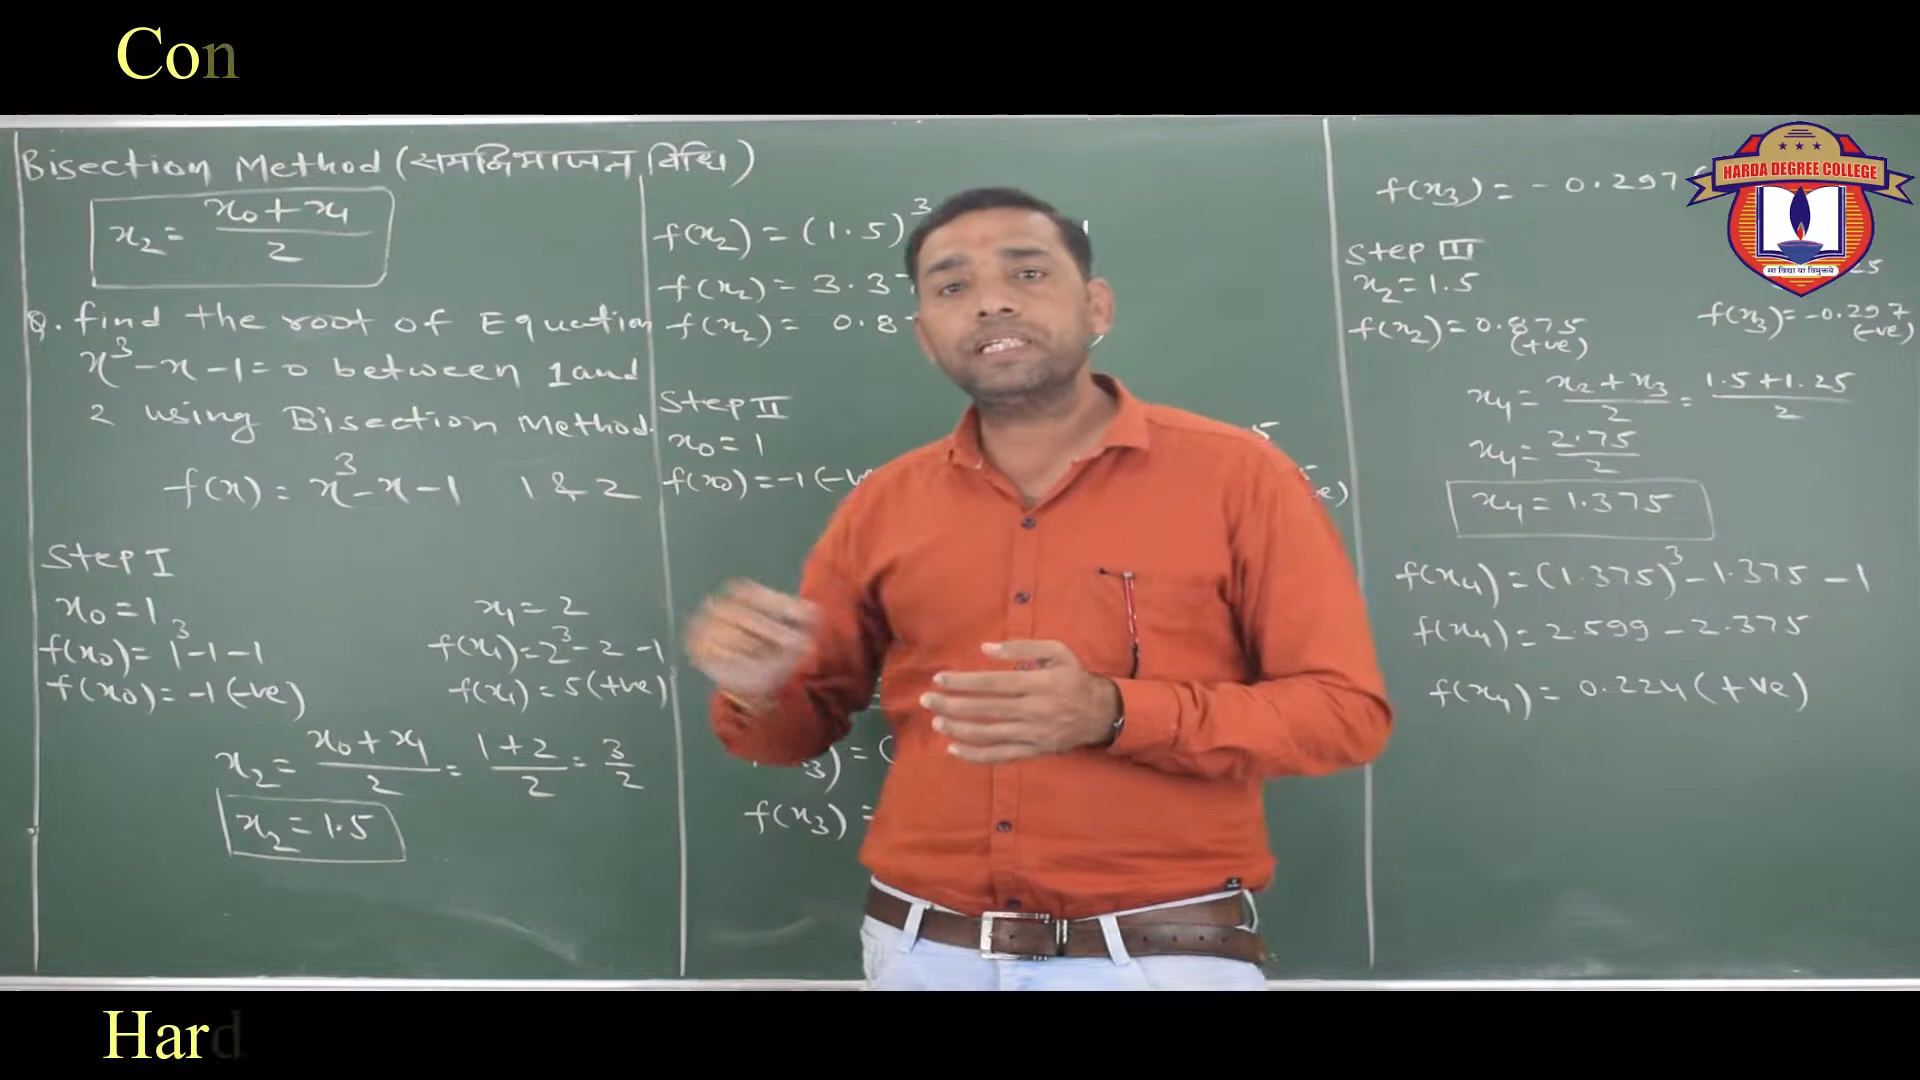 Con
Bisection Method (समविभाजन विधि)
x₂ = (x₀ + x₁)/2
Q. find the root of Equation
x³ - x - 1 = 0 between 1 and
2 using Bisection Method.
f(x) = x³ - x - 1   1 & 2
Step I
x₀ = 1   x₁ = 2
f(x₀) = 1³ - 1 - 1   f(x₁) = 2³ - 2 - 1
f(x₀) = -1 (-ve)   f(x₁) = 5 (+ve)
x₂ = (x₀ + x₁)/2 = (1 + 2)/2 = 3/2
x₂ = 1.5
f(x₂) = (1.5)³
f(x₂) = 3.37
f(x₂) = 0.8
Step II
x₀ = 1
f(x₀) = -1 (-ve)
f(x₃) =
f(x₃) = -0.297
Step III
x₂ = 1.5
f(x₂) = 0.875 (+ve)   f(x₃) = -0.297 (-ve)
x₄ = (x₂ + x₃)/2 = (1.5 + 1.25)/2
x₄ = 2.75/2
x₄ = 1.375
f(x₄) = (1.375)³ - 1.375 - 1
f(x₄) = 2.599 - 2.375
f(x₄) = 0.224 (+ve)
HARDA DEGREE COLLEGE
सा विद्या या विमुक्तये
Hard